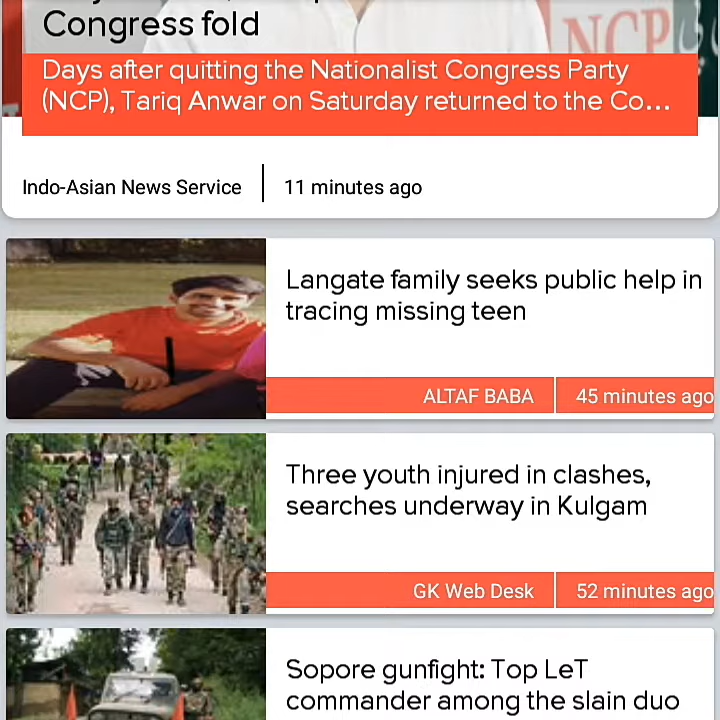 Congress fold
NCP
Days after quitting the Nationalist Congress Party
(NCP), Tariq Anwar on Saturday returned to the Co...
Indo-Asian News Service
11 minutes ago
Langate family seeks public help in
tracing missing teen
ALTAF BABA
45 minutes ago
Three youth injured in clashes,
searches underway in Kulgam
GK Web Desk
52 minutes ago
Sopore gunfight: Top LeT
commander among the slain duo